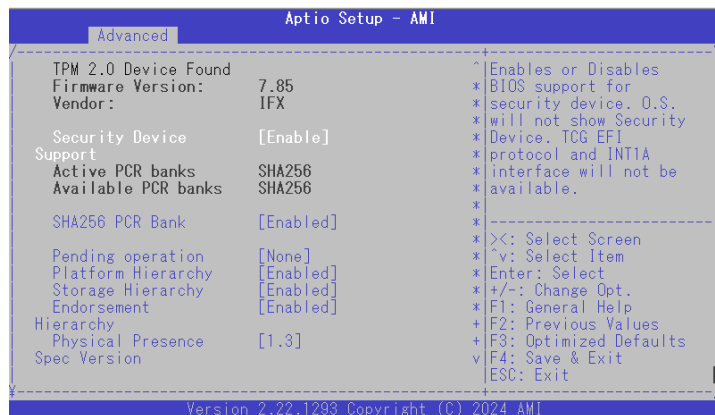 Aptio Setup - AMI
Advanced
TPM 2.0 Device Found
Firmware Version: 7.85
Vendor: IFX
Security Device [Enable]
Support
Active PCR banks SHA256
Available PCR banks SHA256
SHA256 PCR Bank [Enabled]
Pending operation [None]
Platform Hierarchy [Enabled]
Storage Hierarchy [Enabled]
Endorsement [Enabled]
Hierarchy
Physical Presence [1.3]
Spec Version
Enables or Disables
BIOS support for
security device. O.S.
will not show Security
Device. TCG EFI
protocol and INT1A
interface will not be
available.
><: Select Screen
^v: Select Item
Enter: Select
+/-: Change Opt.
F1: General Help
F2: Previous Values
F3: Optimized Defaults
F4: Save & Exit
ESC: Exit
Version 2.22.1293 Copyright (C) 2024 AMI